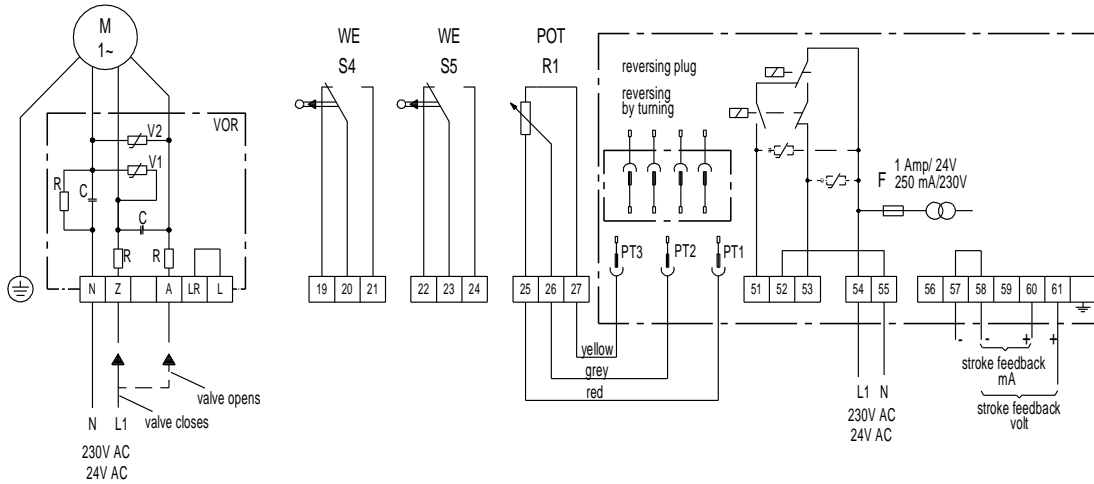 M
1~
VOR
V2
V1
R
C
C
R
R
N Z A LR L
valve opens
valve closes
N L1
230V AC
24V AC
WE
S4
19 20 21
WE
S5
22 23 24
POT
R1
25 26 27
yellow
grey
red
reversing plug
reversing
by turning
PT3 PT2 PT1
F
1 Amp/ 24V
250 mA/230V
51 52 53
54 55
56 57 58 59 60 61
- - + +
stroke feedback
mA
stroke feedback
volt
L1 N
230V AC
24V AC